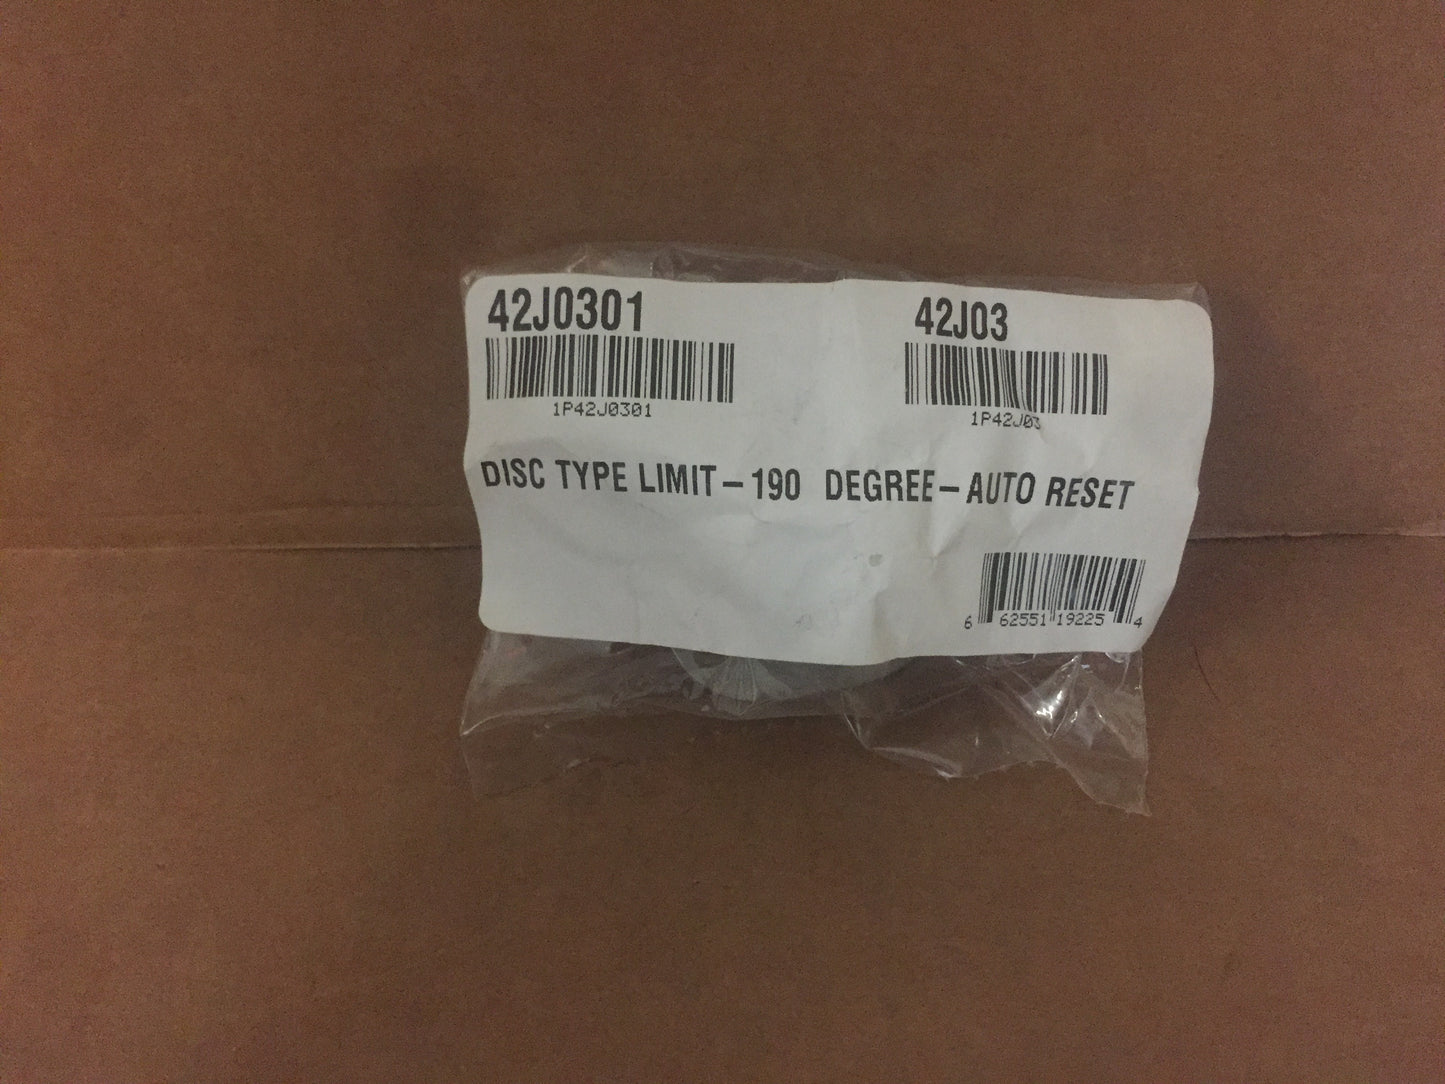 42J0301 42J03
1P42J0301 1P42J03
DISC TYPE LIMIT-190 DEGREE-AUTO RESET
6 62551 19225 4